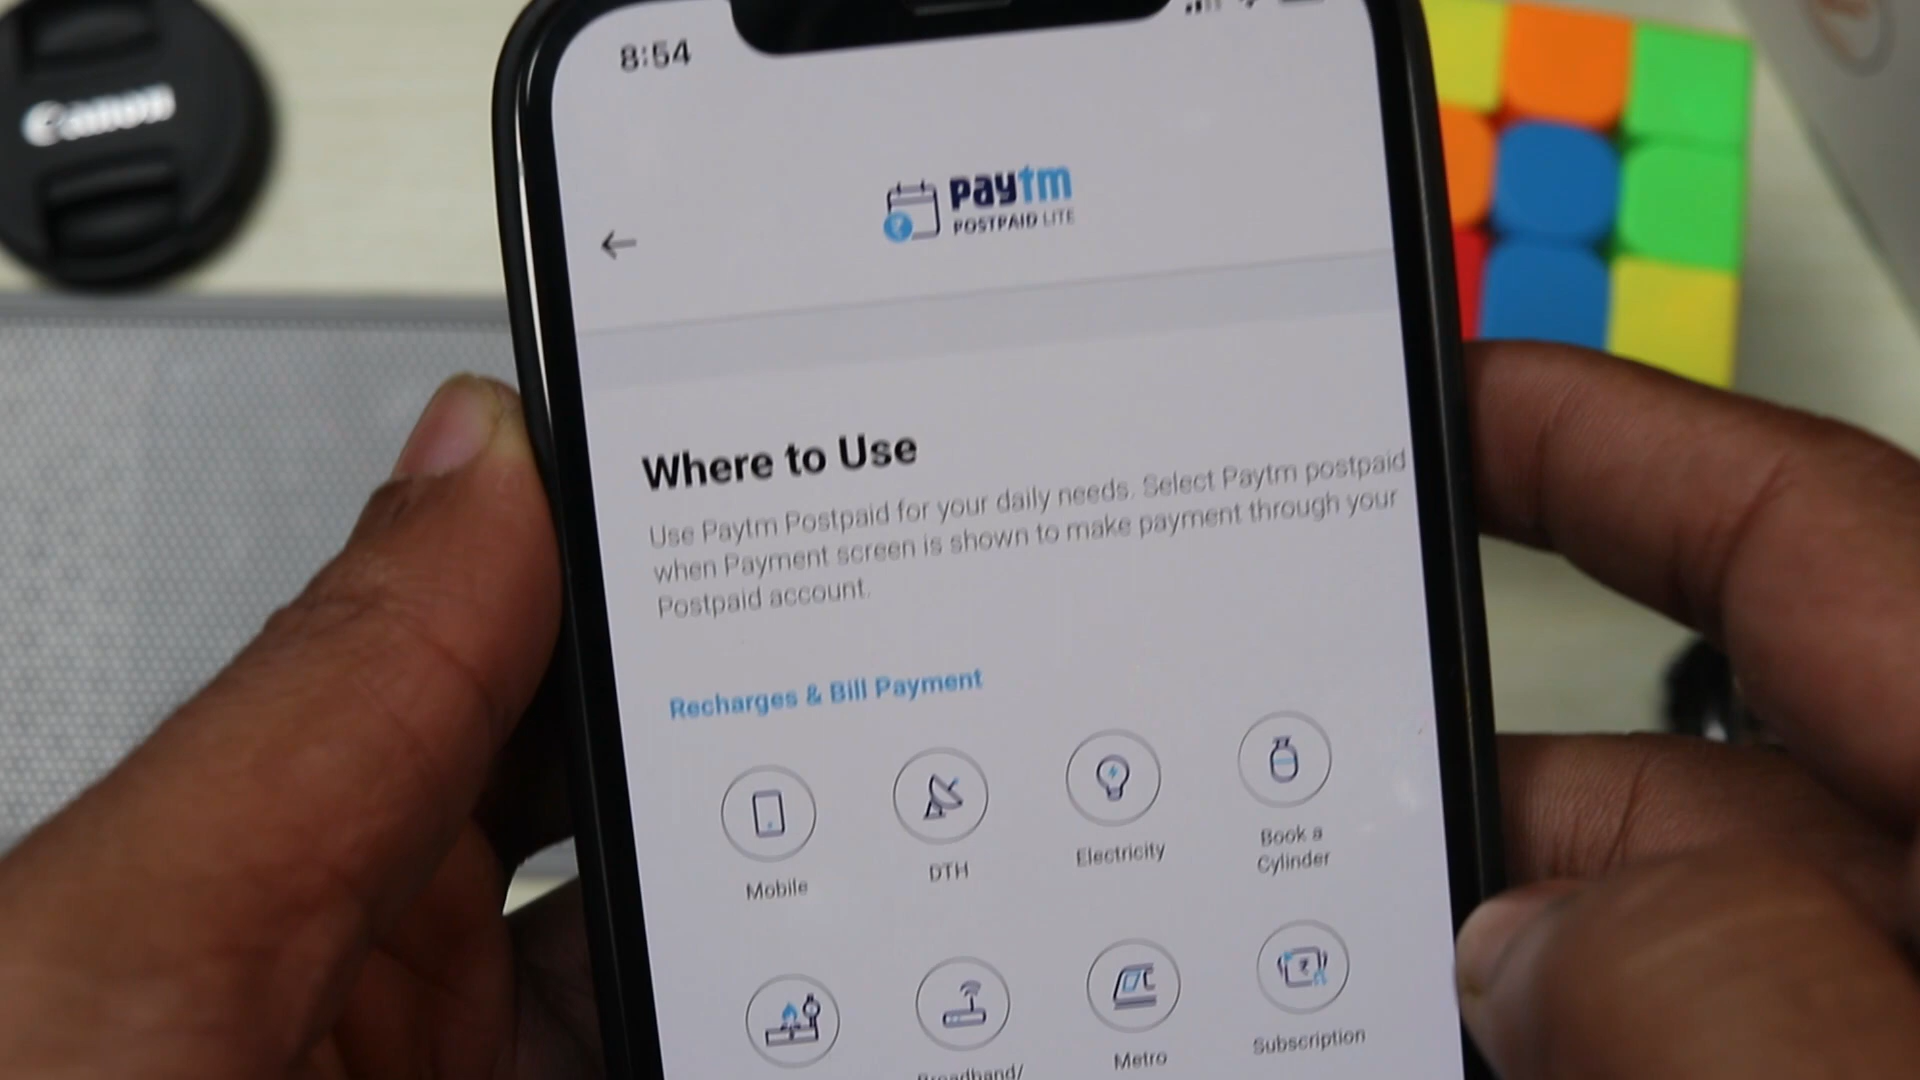 Canon
8:54
paytm
POSTPAID LITE
Where to Use
Use Paytm Postpaid for your daily needs. Select Paytm postpaid
when Payment screen is shown to make payment through your
Postpaid account.
Recharges & Bill Payment
Mobile
DTH
Electricity
Book a
Cylinder
Broadband/
Metro
Subscription